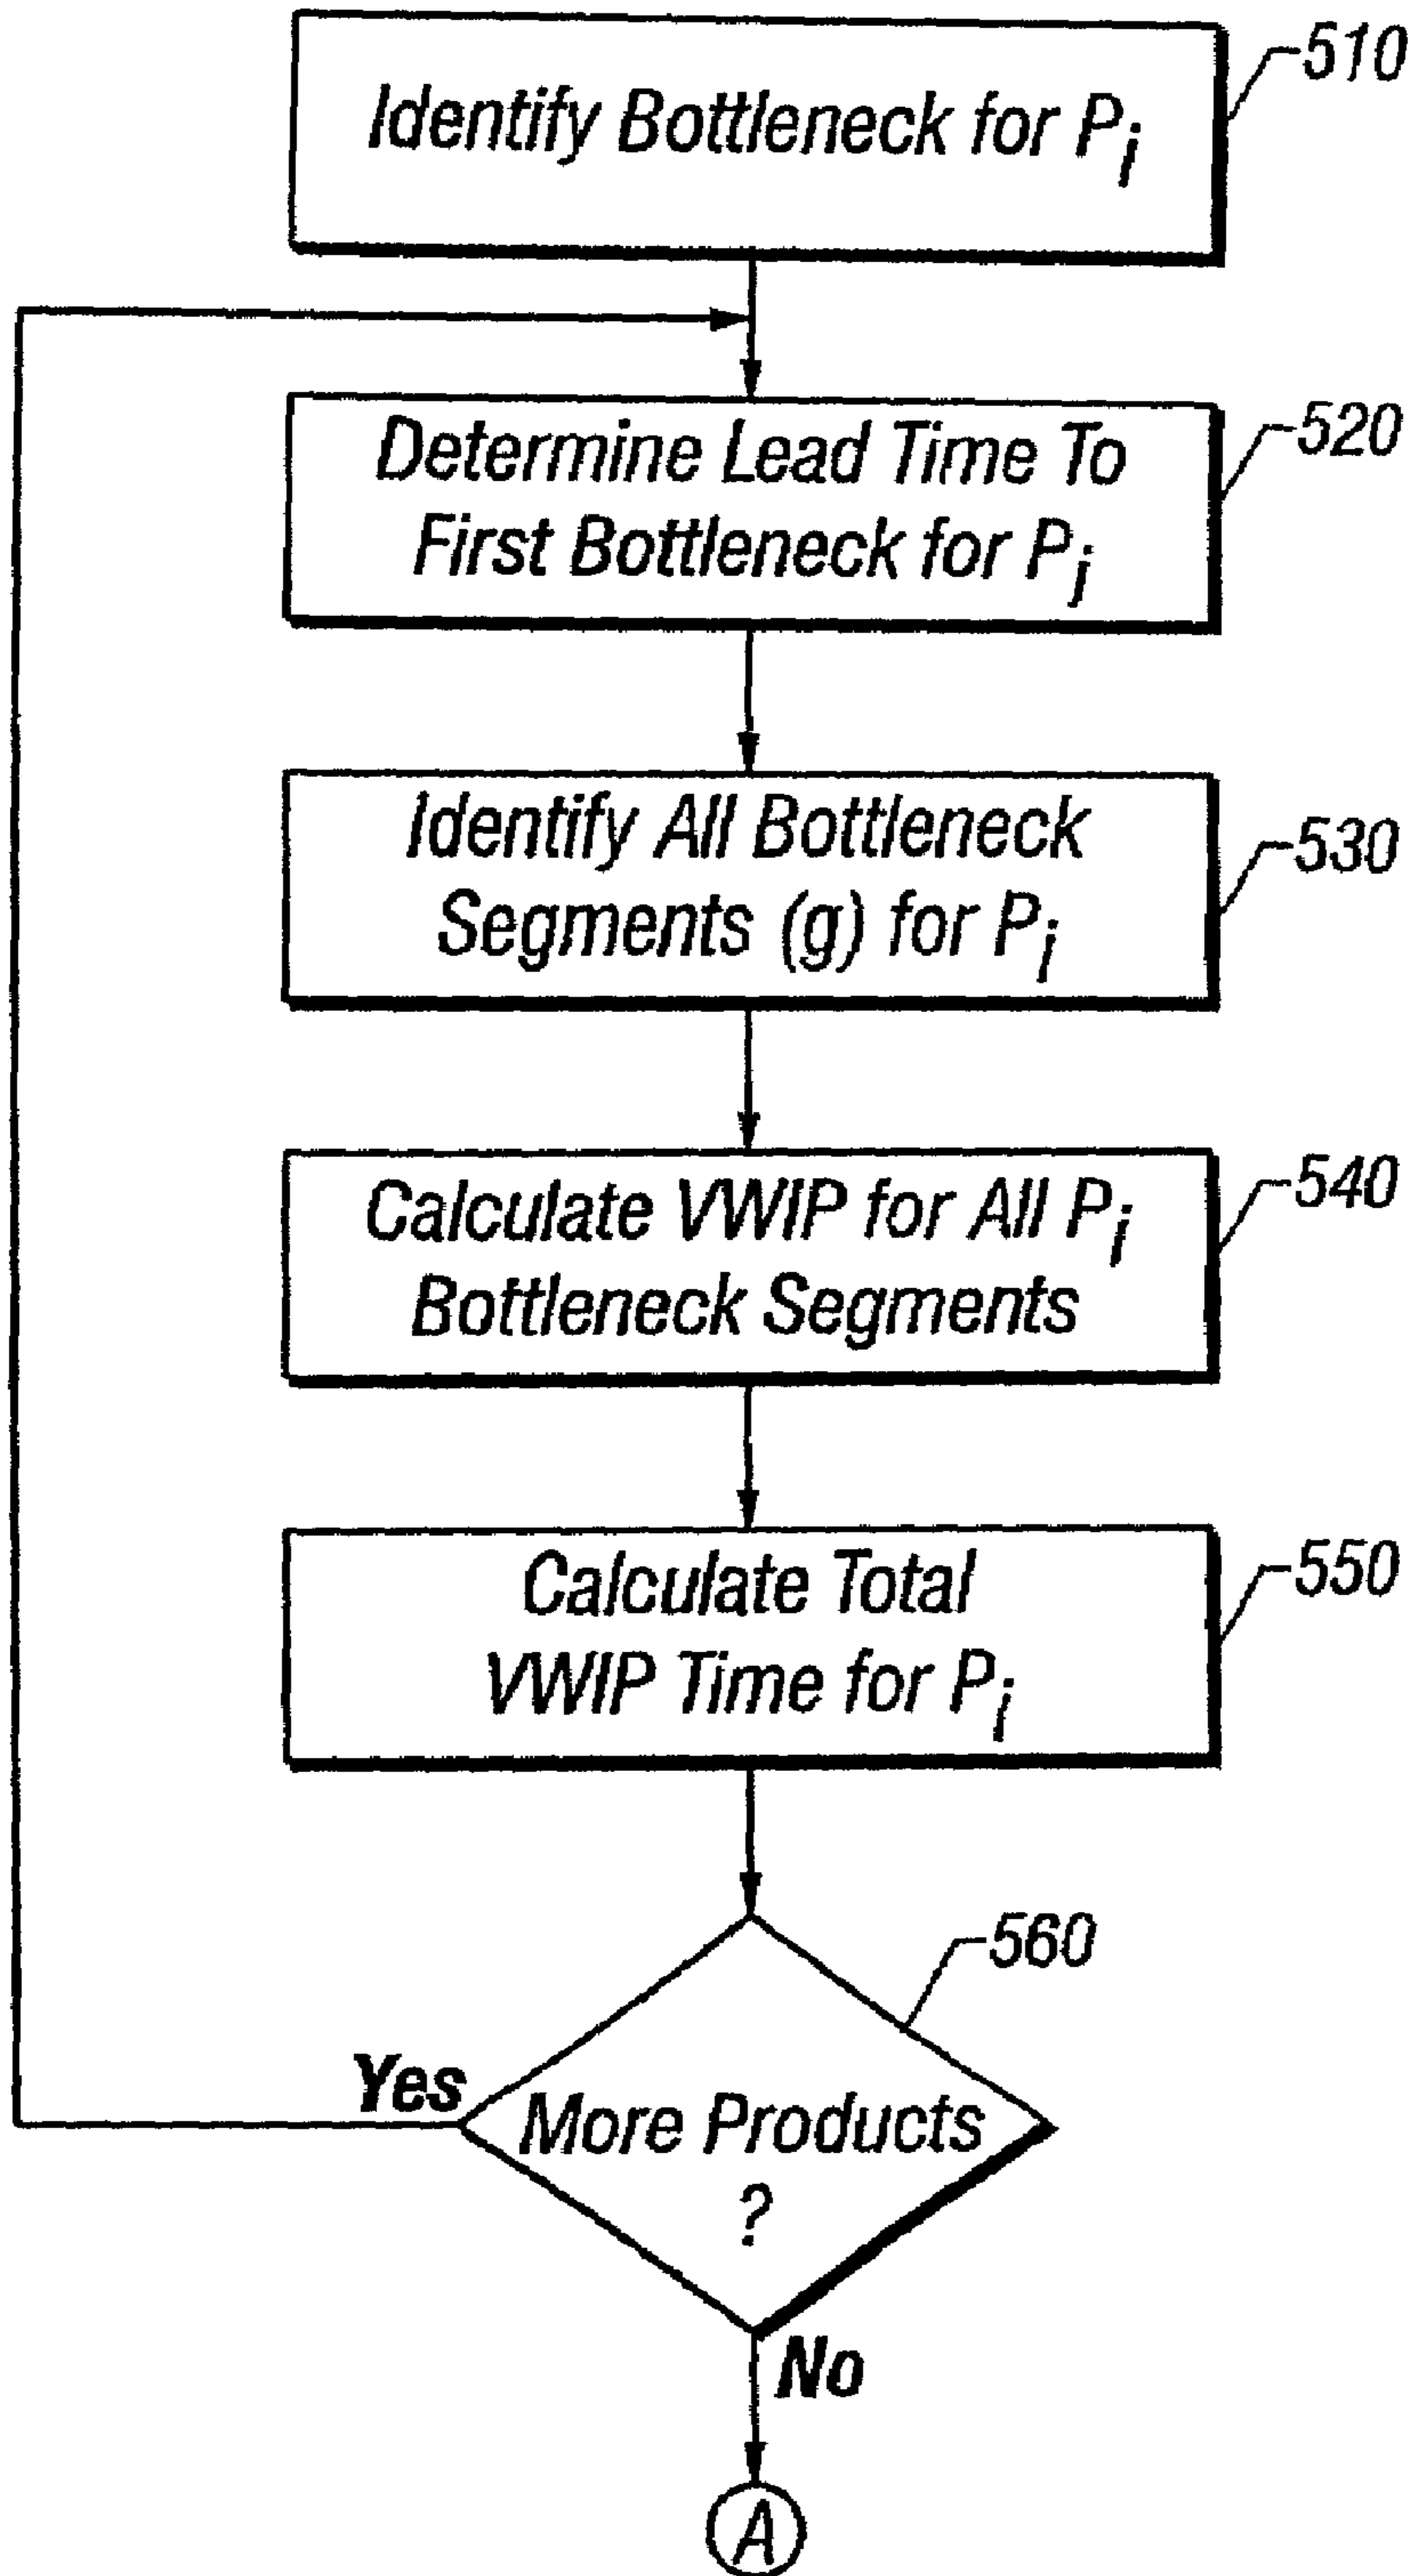 Identify Bottleneck for Pi
510
Determine Lead Time To
First Bottleneck for Pi
520
Identify All Bottleneck
Segments (g) for Pi
530
Calculate VWIP for All Pi
Bottleneck Segments
540
Calculate Total
VWIP Time for Pi
550
560
Yes
More Products
?
No
A